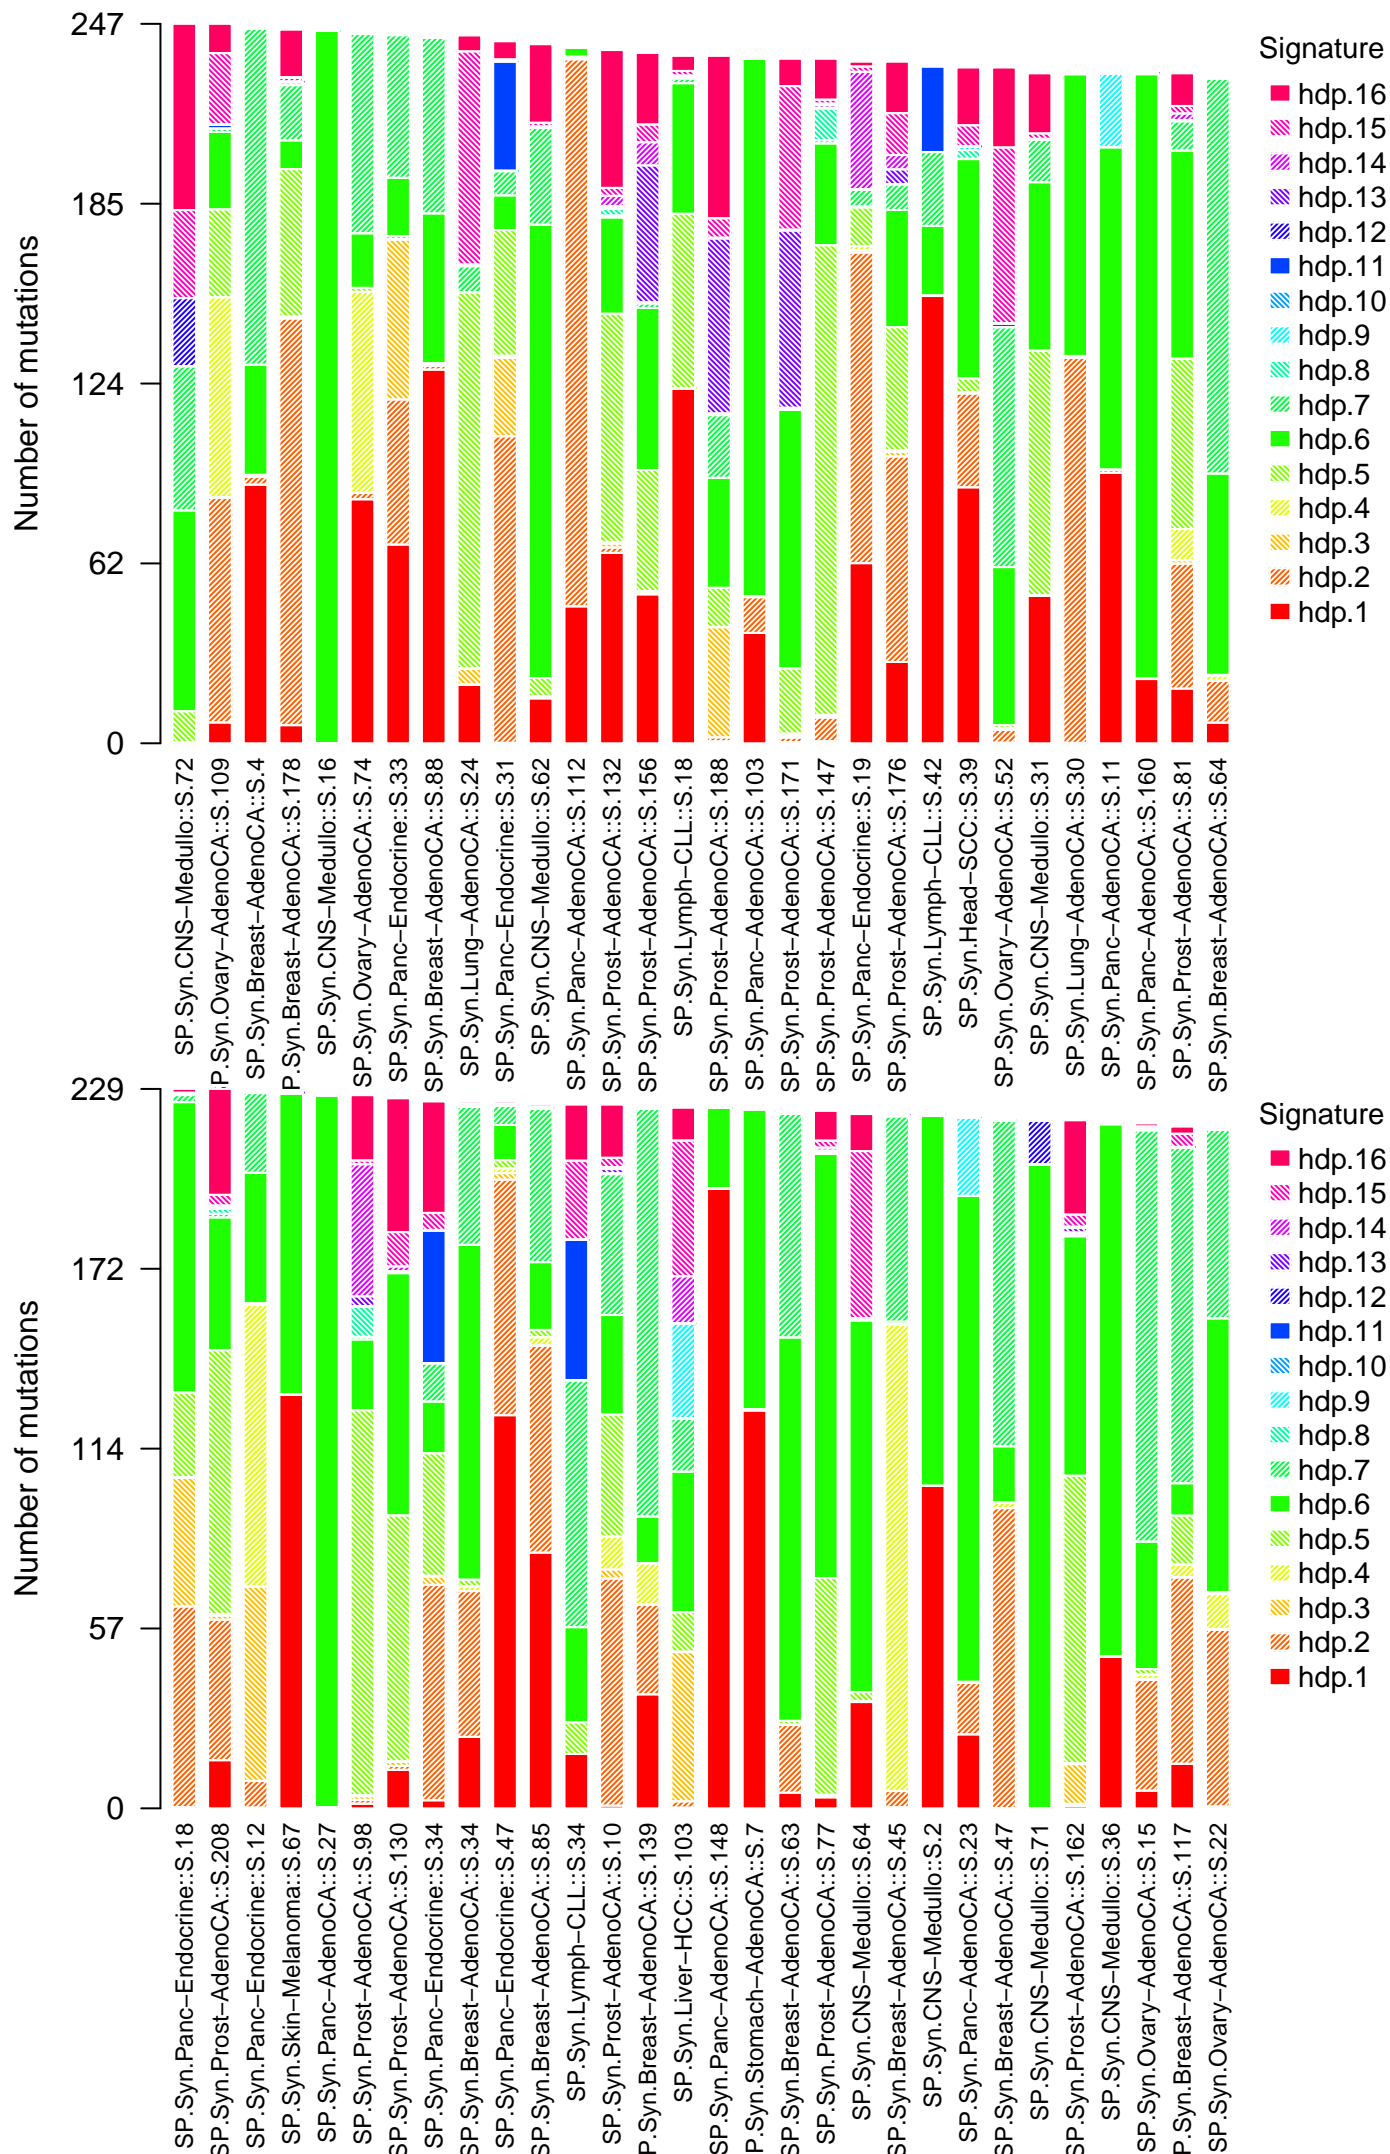 247
185
124
62
0
Number of mutations
Signature
hdp.16
hdp.15
hdp.14
hdp.13
hdp.12
hdp.11
hdp.10
hdp.9
hdp.8
hdp.7
hdp.6
hdp.5
hdp.4
hdp.3
hdp.2
hdp.1
SP.Syn.CNS−Medullo::S.72
P.Syn.Ovary−AdenoCA::S.109
SP.Syn.Breast−AdenoCA::S.4
P.Syn.Breast−AdenoCA::S.178
SP.Syn.CNS−Medullo::S.16
SP.Syn.Ovary−AdenoCA::S.74
SP.Syn.Panc−Endocrine::S.33
SP.Syn.Breast−AdenoCA::S.88
SP.Syn.Lung−AdenoCA::S.24
SP.Syn.Panc−Endocrine::S.31
SP.Syn.CNS−Medullo::S.62
SP.Syn.Panc−AdenoCA::S.112
SP.Syn.Prost−AdenoCA::S.132
SP.Syn.Prost−AdenoCA::S.156
SP.Syn.Lymph−CLL::S.18
SP.Syn.Prost−AdenoCA::S.188
SP.Syn.Panc−AdenoCA::S.103
SP.Syn.Prost−AdenoCA::S.171
SP.Syn.Prost−AdenoCA::S.147
SP.Syn.Panc−Endocrine::S.19
SP.Syn.Prost−AdenoCA::S.176
SP.Syn.Lymph−CLL::S.42
SP.Syn.Head−SCC::S.39
SP.Syn.Ovary−AdenoCA::S.52
SP.Syn.CNS−Medullo::S.31
SP.Syn.Lung−AdenoCA::S.30
SP.Syn.Panc−AdenoCA::S.11
SP.Syn.Panc−AdenoCA::S.160
SP.Syn.Prost−AdenoCA::S.81
SP.Syn.Breast−AdenoCA::S.64
229
172
114
57
0
Number of mutations
Signature
hdp.16
hdp.15
hdp.14
hdp.13
hdp.12
hdp.11
hdp.10
hdp.9
hdp.8
hdp.7
hdp.6
hdp.5
hdp.4
hdp.3
hdp.2
hdp.1
SP.Syn.Panc−Endocrine::S.18
SP.Syn.Prost−AdenoCA::S.208
SP.Syn.Panc−Endocrine::S.12
SP.Syn.Skin−Melanoma::S.67
SP.Syn.Panc−AdenoCA::S.27
SP.Syn.Prost−AdenoCA::S.98
SP.Syn.Prost−AdenoCA::S.130
SP.Syn.Panc−Endocrine::S.34
SP.Syn.Breast−AdenoCA::S.34
SP.Syn.Panc−Endocrine::S.47
SP.Syn.Breast−AdenoCA::S.85
SP.Syn.Lymph−CLL::S.34
SP.Syn.Prost−AdenoCA::S.10
P.Syn.Breast−AdenoCA::S.139
SP.Syn.Liver−HCC::S.103
SP.Syn.Panc−AdenoCA::S.148
P.Syn.Stomach−AdenoCA::S.7
SP.Syn.Breast−AdenoCA::S.63
SP.Syn.Prost−AdenoCA::S.77
SP.Syn.CNS−Medullo::S.64
SP.Syn.Breast−AdenoCA::S.45
SP.Syn.CNS−Medullo::S.2
SP.Syn.Panc−AdenoCA::S.23
SP.Syn.Breast−AdenoCA::S.47
SP.Syn.CNS−Medullo::S.71
SP.Syn.Prost−AdenoCA::S.162
SP.Syn.CNS−Medullo::S.36
SP.Syn.Ovary−AdenoCA::S.15
P.Syn.Breast−AdenoCA::S.117
SP.Syn.Ovary−AdenoCA::S.22